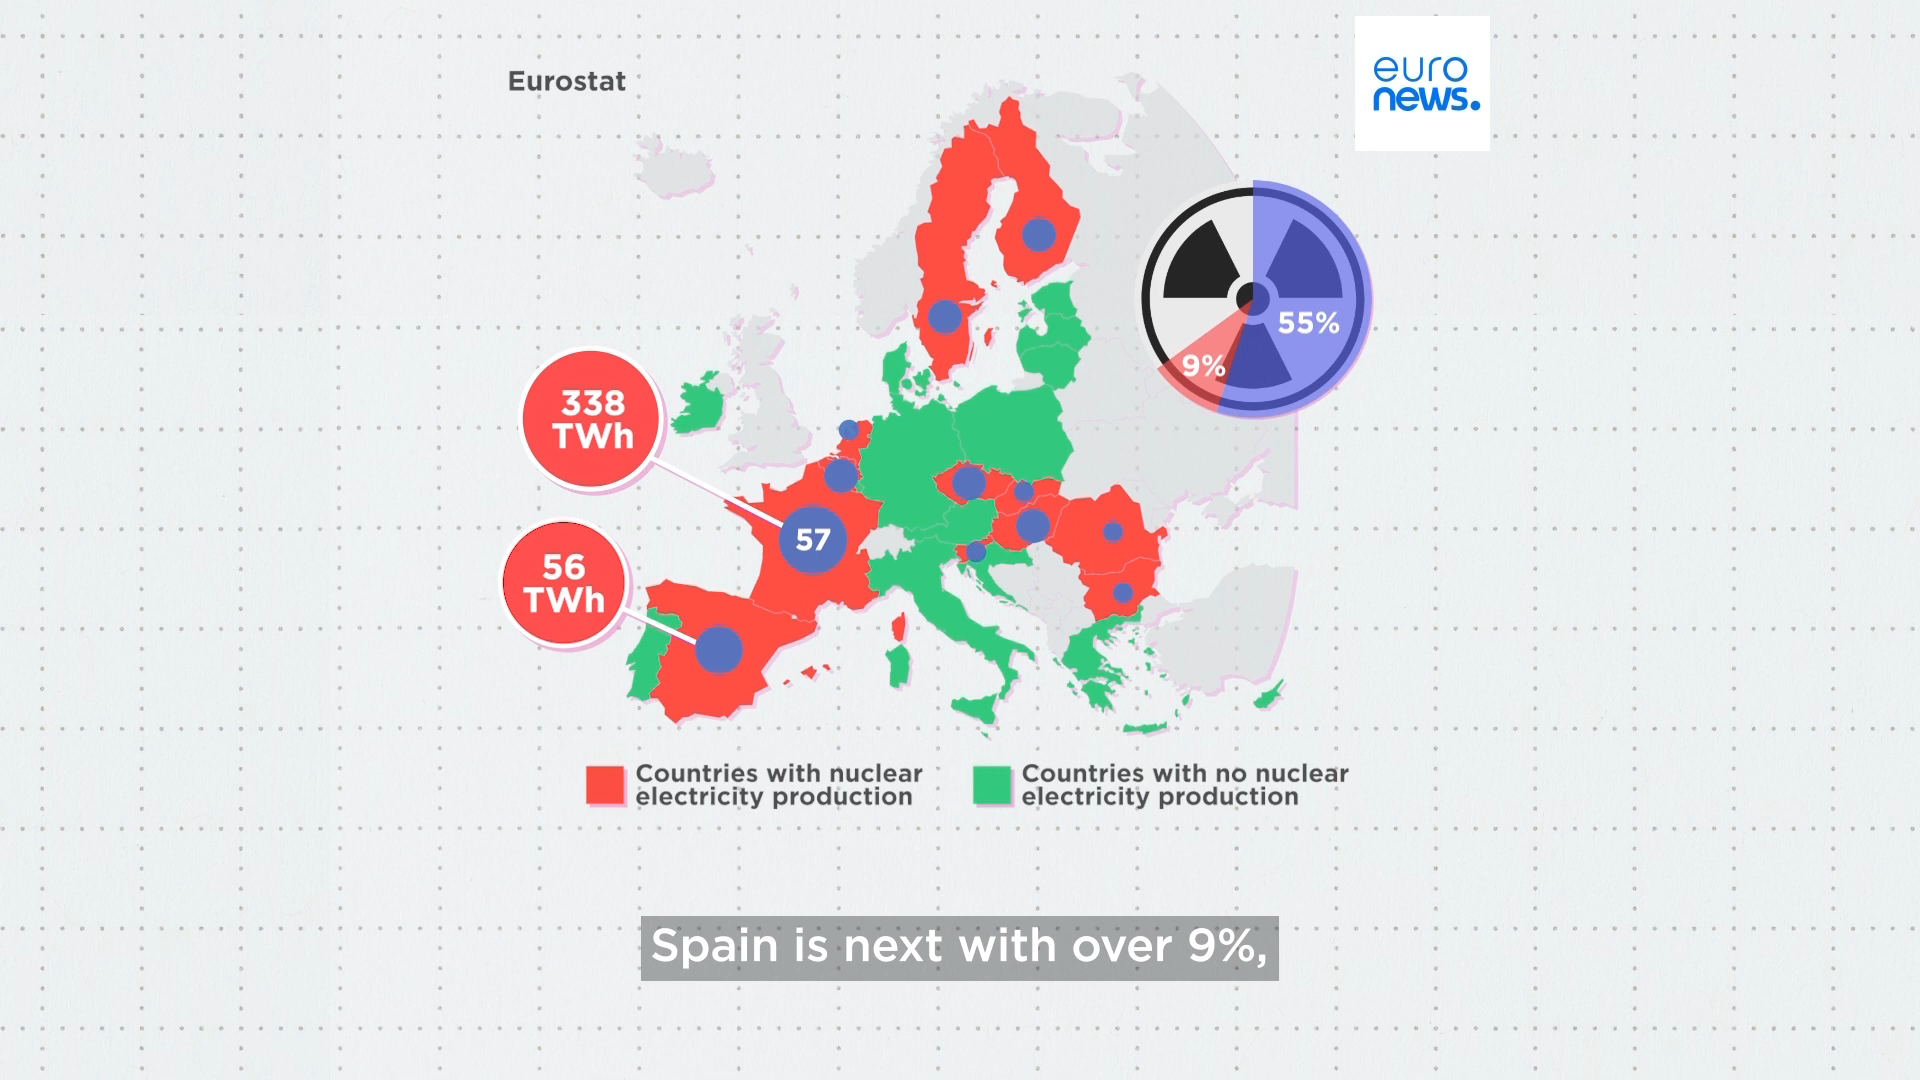 Eurostat
euro
news.
55%
9%
338
TWh
57
56
TWh
Countries with nuclear
electricity production
Countries with no nuclear
electricity production
Spain is next with over 9%,